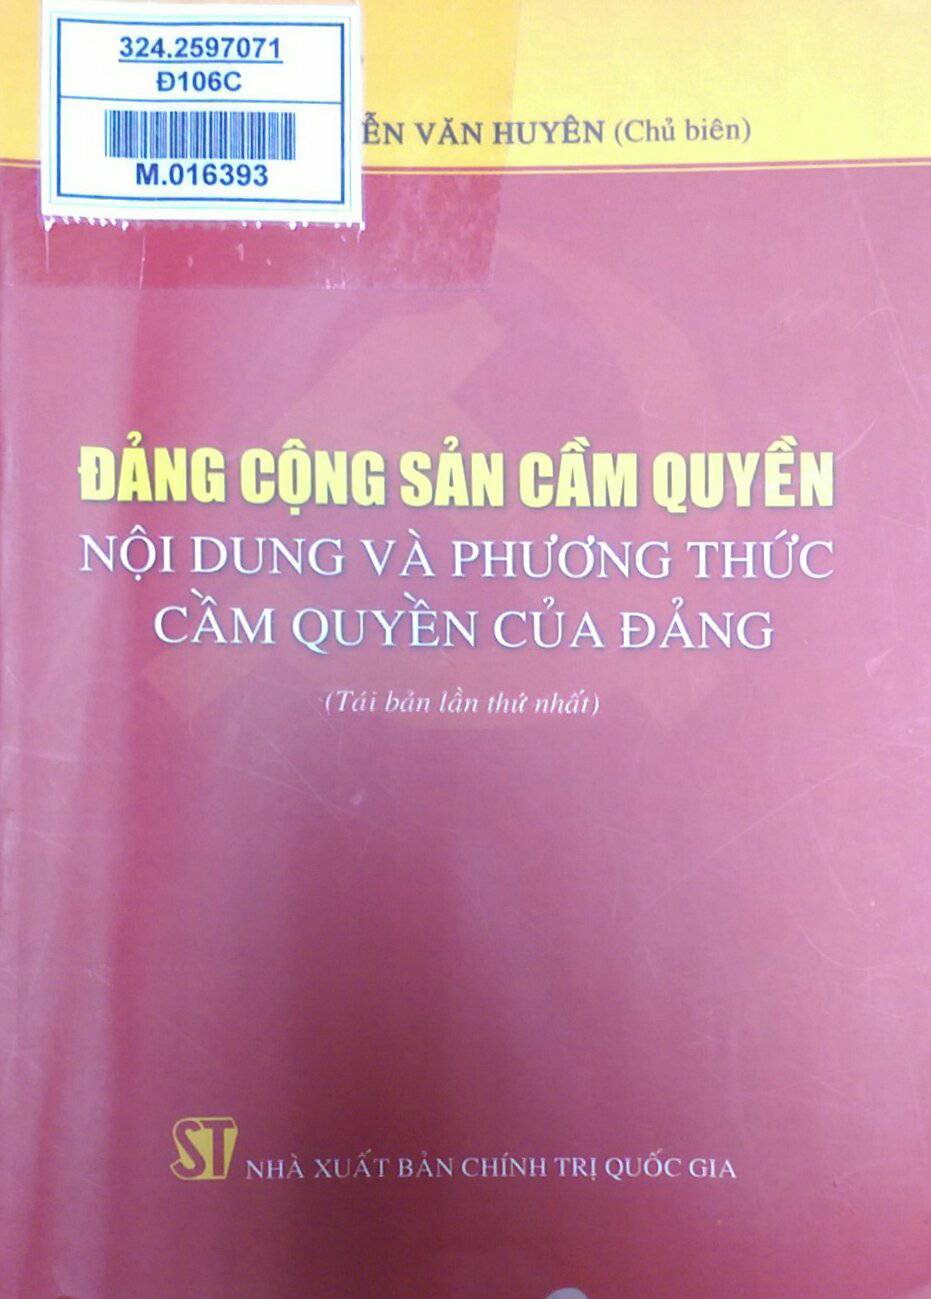 324.2597071
Đ106C
M.016393
VĂN HUYÊN (Chủ biên)
ĐẢNG CỘNG SẢN CẦM QUYỀN
NỘI DUNG VÀ PHƯƠNG THỨC
CẦM QUYỀN CỦA ĐẢNG
(Tái bản lần thứ nhất)
ST
NHÀ XUẤT BẢN CHÍNH TRỊ QUỐC GIA